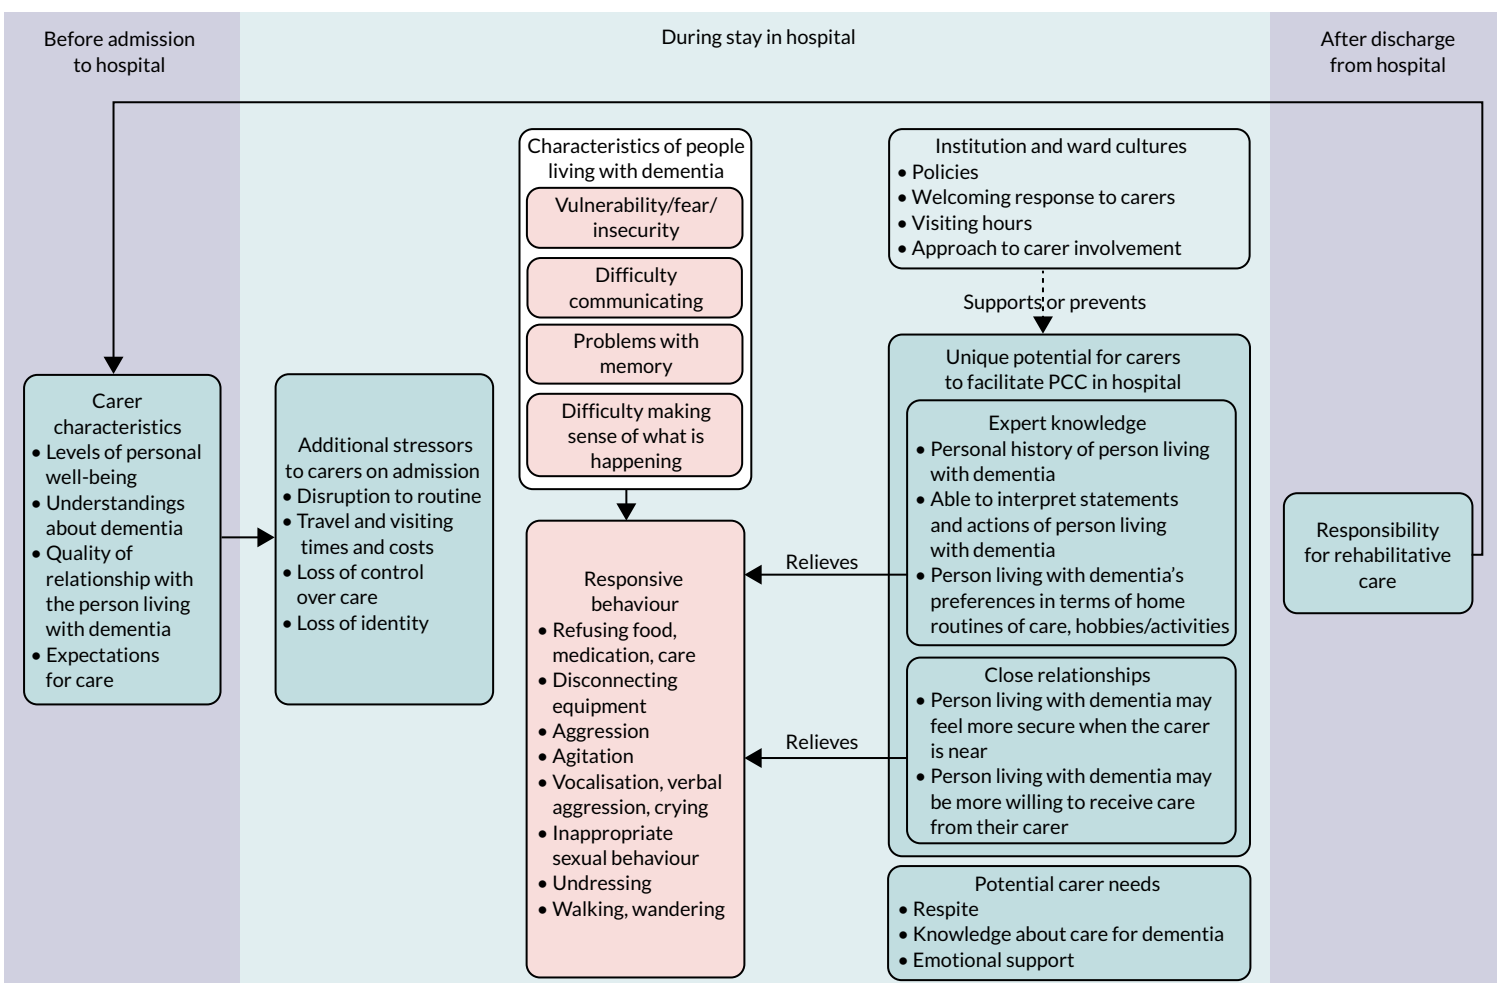 Before admission
to hospital
During stay in hospital
After discharge
from hospital
Carer
characteristics
• Levels of personal
well-being
• Understandings
about dementia
• Quality of
relationship with
the person living
with dementia
• Expectations
for care
Additional stressors
to carers on admission
• Disruption to routine
• Travel and visiting
times and costs
• Loss of control
over care
• Loss of identity
Characteristics of people
living with dementia
Vulnerability/fear/
insecurity
Difficulty
communicating
Problems with
memory
Difficulty making
sense of what is
happening
Responsive
behaviour
• Refusing food,
medication, care
• Disconnecting
equipment
• Aggression
• Agitation
• Vocalisation, verbal
aggression, crying
• Inappropriate
sexual behaviour
• Undressing
• Walking, wandering
Relieves
Relieves
Institution and ward cultures
• Policies
• Welcoming response to carers
• Visiting hours
• Approach to carer involvement
Supports or prevents
Unique potential for carers
to facilitate PCC in hospital
Expert knowledge
• Personal history of person living
with dementia
• Able to interpret statements
and actions of person living
with dementia
• Person living with dementia’s
preferences in terms of home
routines of care, hobbies/activities
Close relationships
• Person living with dementia may
feel more secure when the carer
is near
• Person living with dementia may
be more willing to receive care
from their carer
Potential carer needs
• Respite
• Knowledge about care for dementia
• Emotional support
Responsibility
for rehabilitative
care